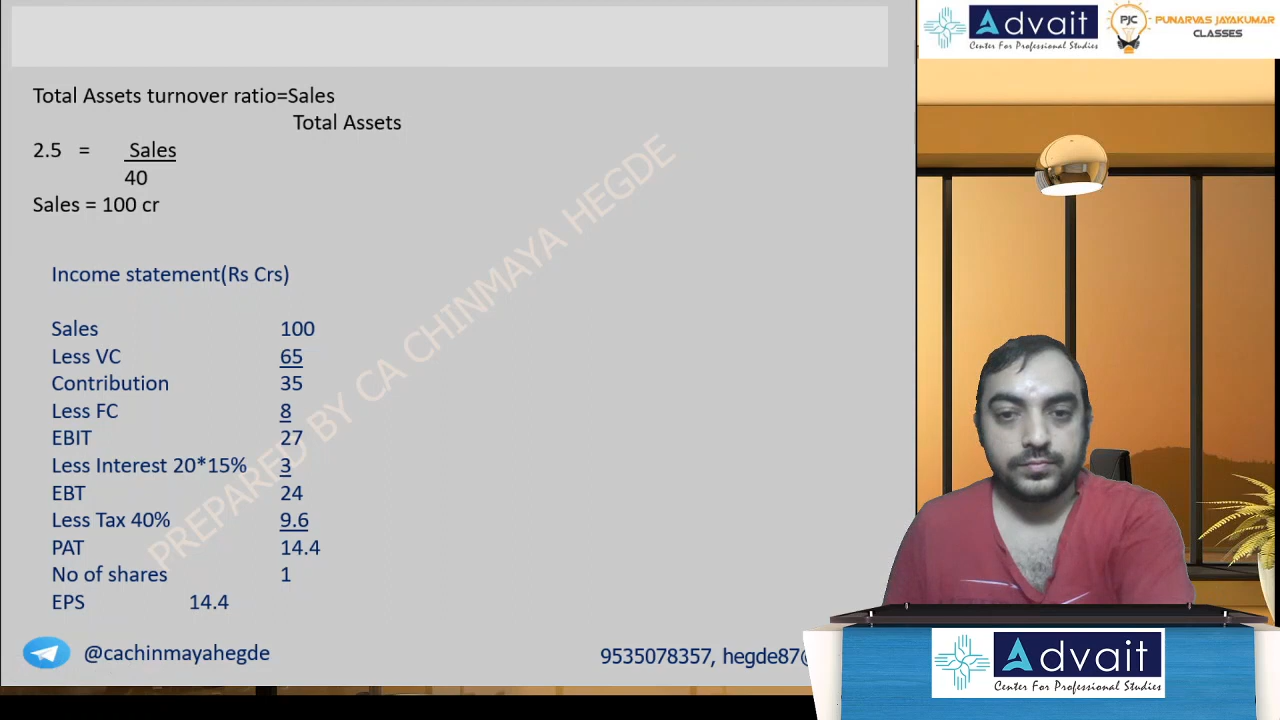 Total Assets turnover ratio=Sales
Total Assets
2.5 = Sales
40
Sales = 100 cr
Income statement(Rs Crs)
Sales 100
Less VC 65
Contribution 35
Less FC 8
EBIT 27
Less Interest 20*15% 3
EBT 24
Less Tax 40% 9.6
PAT 14.4
No of shares 1
EPS 14.4
PREPARED BY CA CHINMAYA HEGDE
@cachinmayahegde
9535078357, hegde87@
Advait
Center For Professional Studies
PJC
PUNARVAS JAYAKUMAR
CLASSES
Advait
Center For Professional Studies